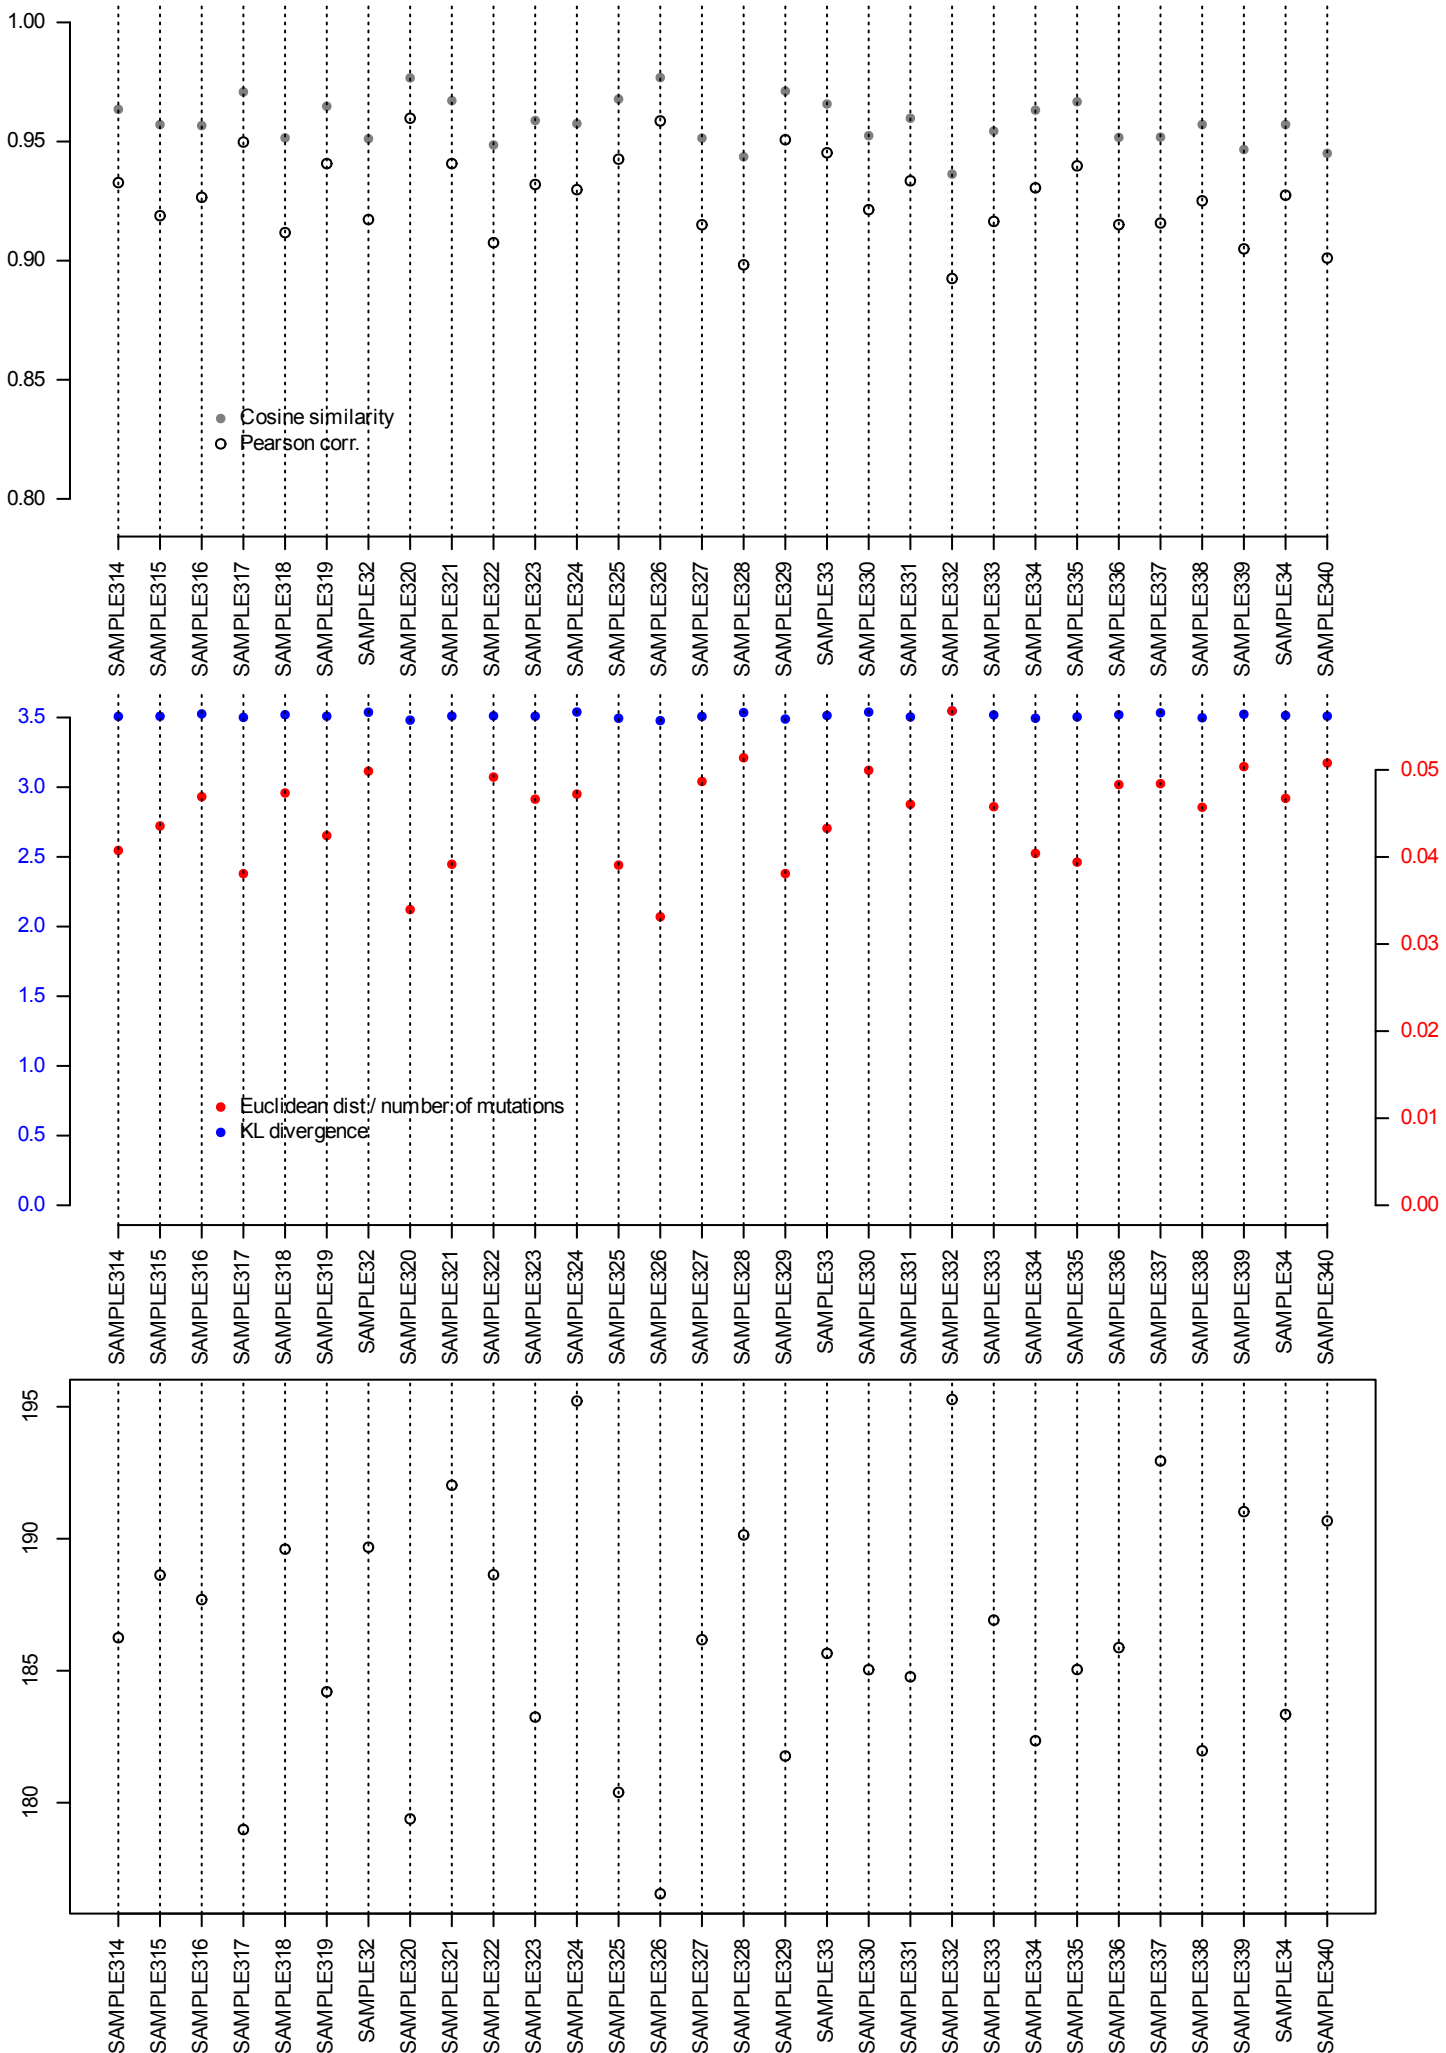 1.00
0.95
0.90
0.85
0.80
Cosine similarity
Pearson corr.
SAMPLE314
SAMPLE315
SAMPLE316
SAMPLE317
SAMPLE318
SAMPLE319
SAMPLE32
SAMPLE320
SAMPLE321
SAMPLE322
SAMPLE323
SAMPLE324
SAMPLE325
SAMPLE326
SAMPLE327
SAMPLE328
SAMPLE329
SAMPLE33
SAMPLE330
SAMPLE331
SAMPLE332
SAMPLE333
SAMPLE334
SAMPLE335
SAMPLE336
SAMPLE337
SAMPLE338
SAMPLE339
SAMPLE34
SAMPLE340
3.5
3.0
2.5
2.0
1.5
1.0
0.5
0.0
Euclidean dist./ number of mutations
KL divergence
0.05
0.04
0.03
0.02
0.01
0.00
SAMPLE314
SAMPLE315
SAMPLE316
SAMPLE317
SAMPLE318
SAMPLE319
SAMPLE32
SAMPLE320
SAMPLE321
SAMPLE322
SAMPLE323
SAMPLE324
SAMPLE325
SAMPLE326
SAMPLE327
SAMPLE328
SAMPLE329
SAMPLE33
SAMPLE330
SAMPLE331
SAMPLE332
SAMPLE333
SAMPLE334
SAMPLE335
SAMPLE336
SAMPLE337
SAMPLE338
SAMPLE339
SAMPLE34
SAMPLE340
195
190
185
180
SAMPLE314
SAMPLE315
SAMPLE316
SAMPLE317
SAMPLE318
SAMPLE319
SAMPLE32
SAMPLE320
SAMPLE321
SAMPLE322
SAMPLE323
SAMPLE324
SAMPLE325
SAMPLE326
SAMPLE327
SAMPLE328
SAMPLE329
SAMPLE33
SAMPLE330
SAMPLE331
SAMPLE332
SAMPLE333
SAMPLE334
SAMPLE335
SAMPLE336
SAMPLE337
SAMPLE338
SAMPLE339
SAMPLE34
SAMPLE340